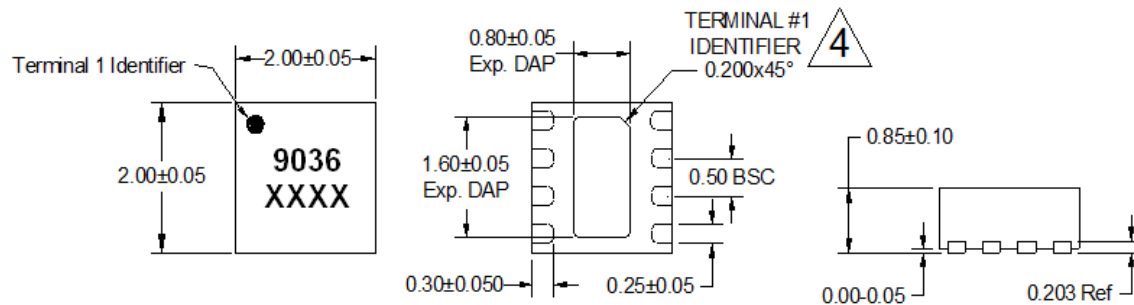 Terminal 1 Identifier
2.00±0.05
2.00±0.05
9036
XXXX
0.80±0.05
Exp. DAP
TERMINAL #1
IDENTIFIER
0.200x45°
4
1.60±0.05
Exp. DAP
0.50 BSC
0.30±0.050
0.25±0.05
0.85±0.10
0.00-0.05
0.203 Ref